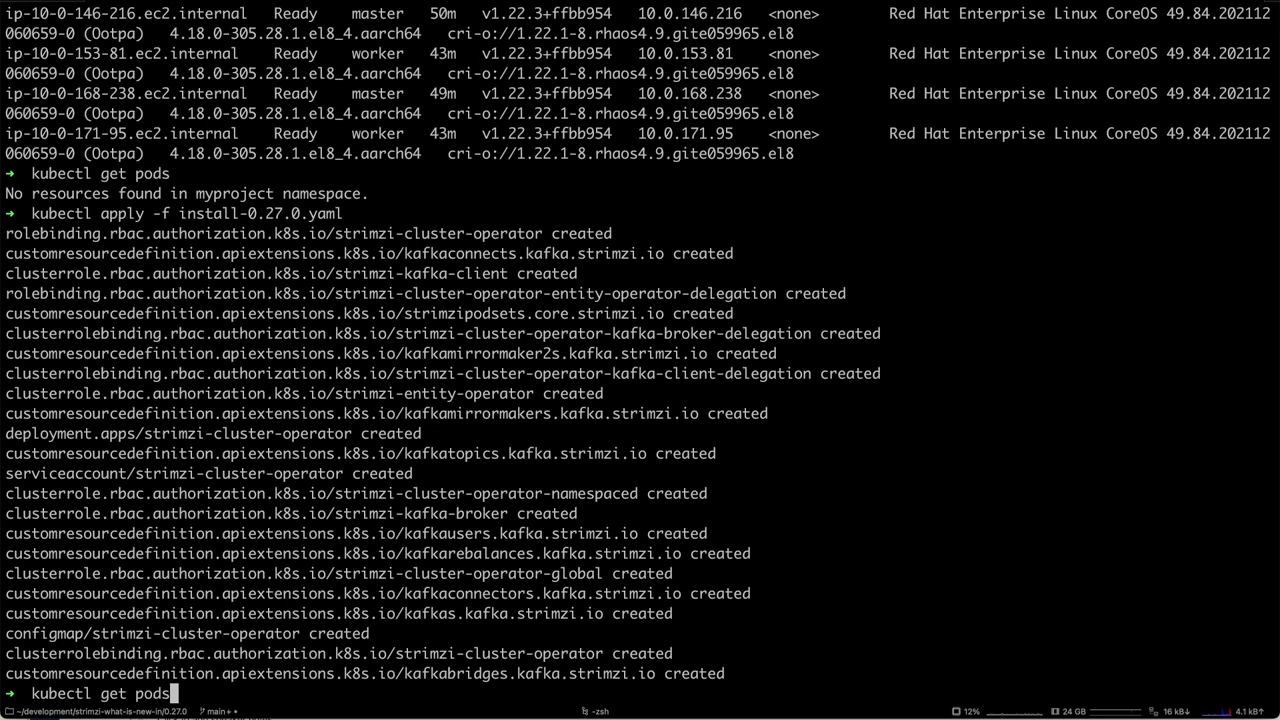 ip-10-0-146-216.ec2.internal   Ready    master   50m   v1.22.3+ffbb954   10.0.146.216   <none>        Red Hat Enterprise Linux CoreOS 49.84.202112
060659-0 (Ootpa)   4.18.0-305.28.1.el8_4.aarch64   cri-o://1.22.1-8.rhaos4.9.gite059965.el8
ip-10-0-153-81.ec2.internal    Ready    worker   43m   v1.22.3+ffbb954   10.0.153.81    <none>        Red Hat Enterprise Linux CoreOS 49.84.202112
060659-0 (Ootpa)   4.18.0-305.28.1.el8_4.aarch64   cri-o://1.22.1-8.rhaos4.9.gite059965.el8
ip-10-0-168-238.ec2.internal   Ready    master   49m   v1.22.3+ffbb954   10.0.168.238   <none>        Red Hat Enterprise Linux CoreOS 49.84.202112
060659-0 (Ootpa)   4.18.0-305.28.1.el8_4.aarch64   cri-o://1.22.1-8.rhaos4.9.gite059965.el8
ip-10-0-171-95.ec2.internal    Ready    worker   43m   v1.22.3+ffbb954   10.0.171.95    <none>        Red Hat Enterprise Linux CoreOS 49.84.202112
060659-0 (Ootpa)   4.18.0-305.28.1.el8_4.aarch64   cri-o://1.22.1-8.rhaos4.9.gite059965.el8
➜  kubectl get pods
No resources found in myproject namespace.
➜  kubectl apply -f install-0.27.0.yaml
rolebinding.rbac.authorization.k8s.io/strimzi-cluster-operator created
customresourcedefinition.apiextensions.k8s.io/kafkaconnects.kafka.strimzi.io created
clusterrole.rbac.authorization.k8s.io/strimzi-kafka-client created
rolebinding.rbac.authorization.k8s.io/strimzi-cluster-operator-entity-operator-delegation created
customresourcedefinition.apiextensions.k8s.io/strimzipodsets.core.strimzi.io created
clusterrolebinding.rbac.authorization.k8s.io/strimzi-cluster-operator-kafka-broker-delegation created
customresourcedefinition.apiextensions.k8s.io/kafkamirrormaker2s.kafka.strimzi.io created
clusterrolebinding.rbac.authorization.k8s.io/strimzi-cluster-operator-kafka-client-delegation created
clusterrole.rbac.authorization.k8s.io/strimzi-entity-operator created
customresourcedefinition.apiextensions.k8s.io/kafkamirrormakers.kafka.strimzi.io created
deployment.apps/strimzi-cluster-operator created
customresourcedefinition.apiextensions.k8s.io/kafkatopics.kafka.strimzi.io created
serviceaccount/strimzi-cluster-operator created
clusterrole.rbac.authorization.k8s.io/strimzi-cluster-operator-namespaced created
clusterrole.rbac.authorization.k8s.io/strimzi-kafka-broker created
customresourcedefinition.apiextensions.k8s.io/kafkausers.kafka.strimzi.io created
customresourcedefinition.apiextensions.k8s.io/kafkarebalances.kafka.strimzi.io created
clusterrole.rbac.authorization.k8s.io/strimzi-cluster-operator-global created
customresourcedefinition.apiextensions.k8s.io/kafkaconnectors.kafka.strimzi.io created
customresourcedefinition.apiextensions.k8s.io/kafkas.kafka.strimzi.io created
configmap/strimzi-cluster-operator created
clusterrolebinding.rbac.authorization.k8s.io/strimzi-cluster-operator created
customresourcedefinition.apiextensions.k8s.io/kafkabridges.kafka.strimzi.io created
➜  kubectl get pods
~/development/strimzi-what-is-new-in/0.27.0 main+• -zsh 12% 24 GB 16 kB↓ 4.1 kB↑